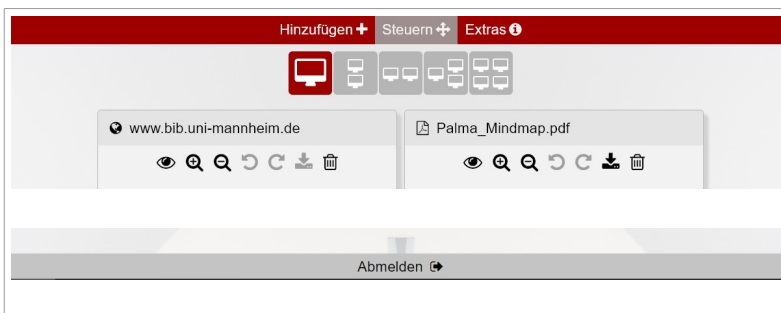 Hinzufügen Steuern Extras
www.bib.uni-mannheim.de
Palma_Mindmap.pdf
Abmelden